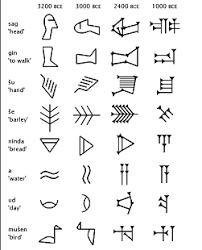 3200 BCE 3000 BCE 2400 BCE 1000 BCE
sag
'head'
gin
'to walk'
šu
'hand'
še
'barley'
ninda
'bread'
a
'water'
ud
'day'
mušen
'bird'